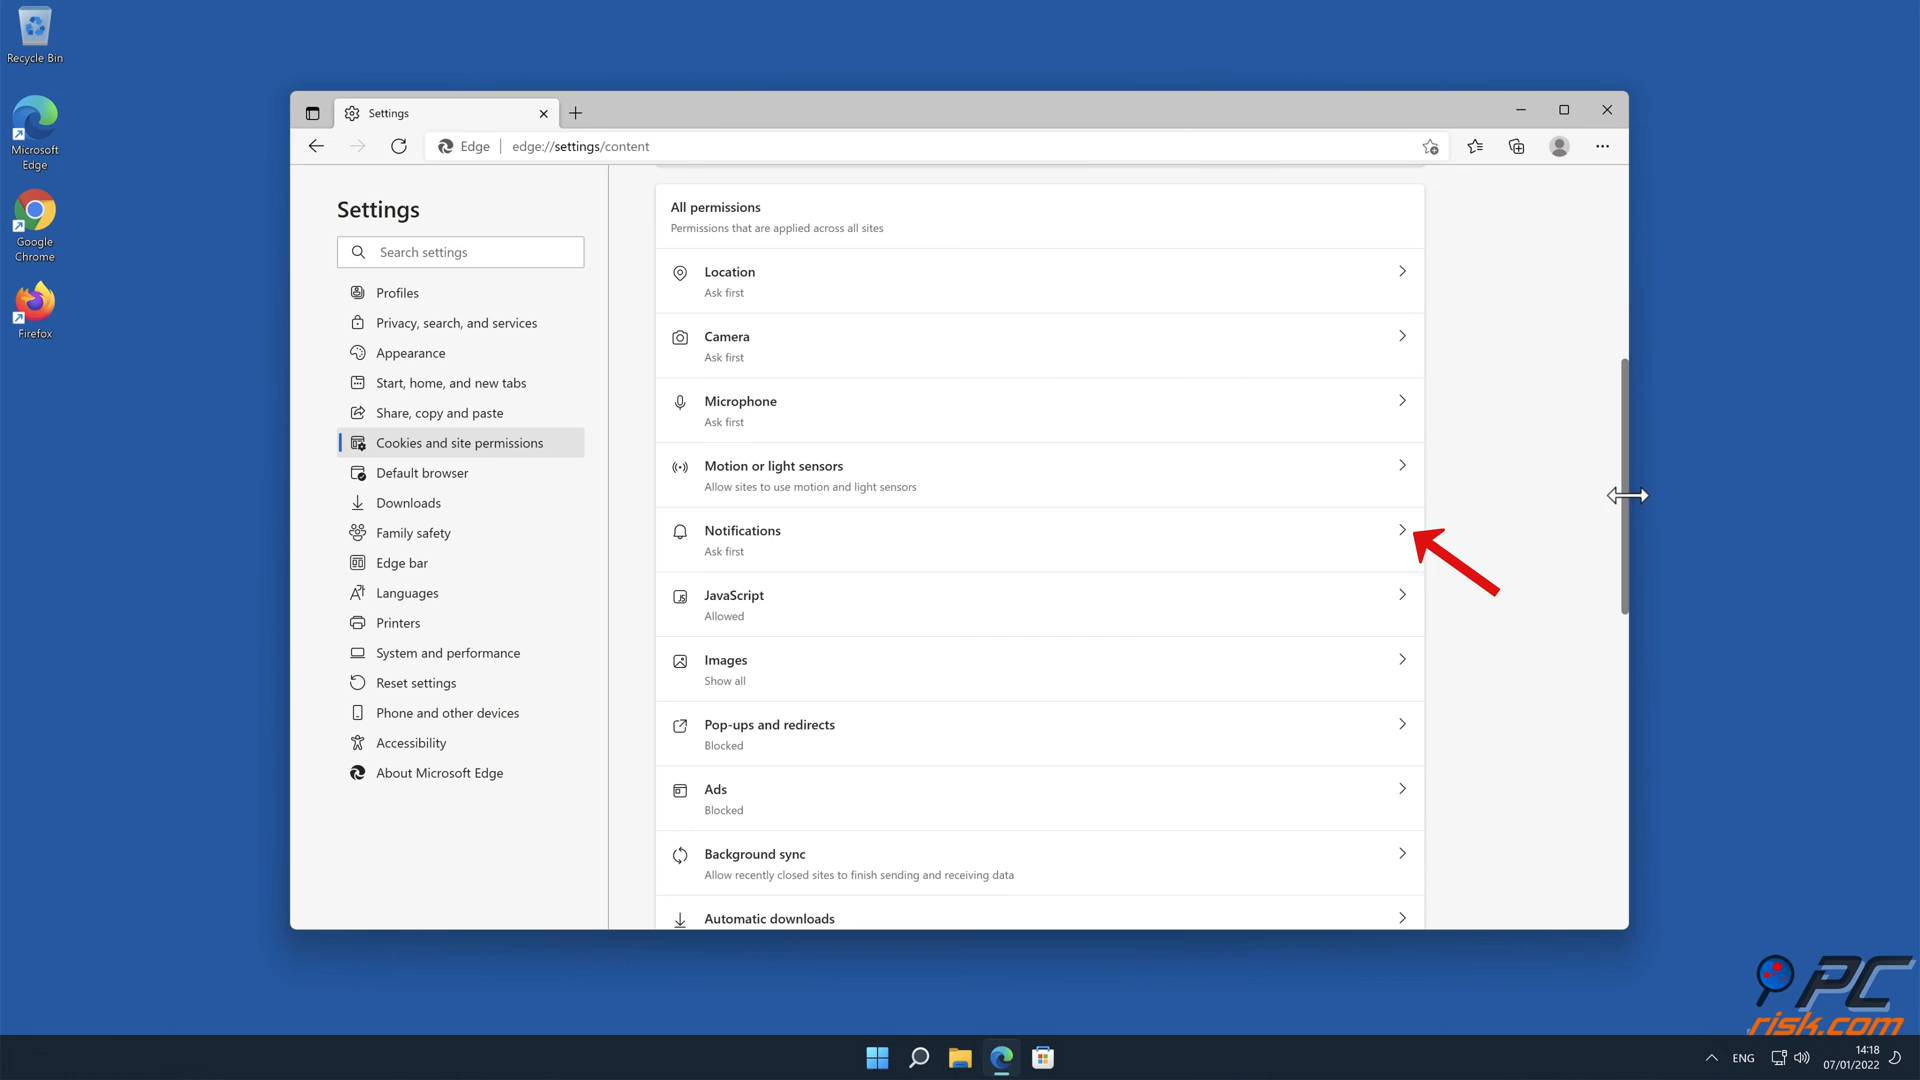 Recycle Bin
Microsoft
Edge
Google
Chrome
Firefox
Settings
Edge
edge://settings/content
Settings
Search settings
Profiles
Privacy, search, and services
Appearance
Start, home, and new tabs
Share, copy and paste
Cookies and site permissions
Default browser
Downloads
Family safety
Edge bar
Languages
Printers
System and performance
Reset settings
Phone and other devices
Accessibility
About Microsoft Edge
All permissions
Permissions that are applied across all sites
Location
Ask first
Camera
Ask first
Microphone
Ask first
Motion or light sensors
Allow sites to use motion and light sensors
Notifications
Ask first
JavaScript
Allowed
Images
Show all
Pop-ups and redirects
Blocked
Ads
Blocked
Background sync
Allow recently closed sites to finish sending and receiving data
Automatic downloads
PC
risk.com
ENG
14:18
07/01/2022